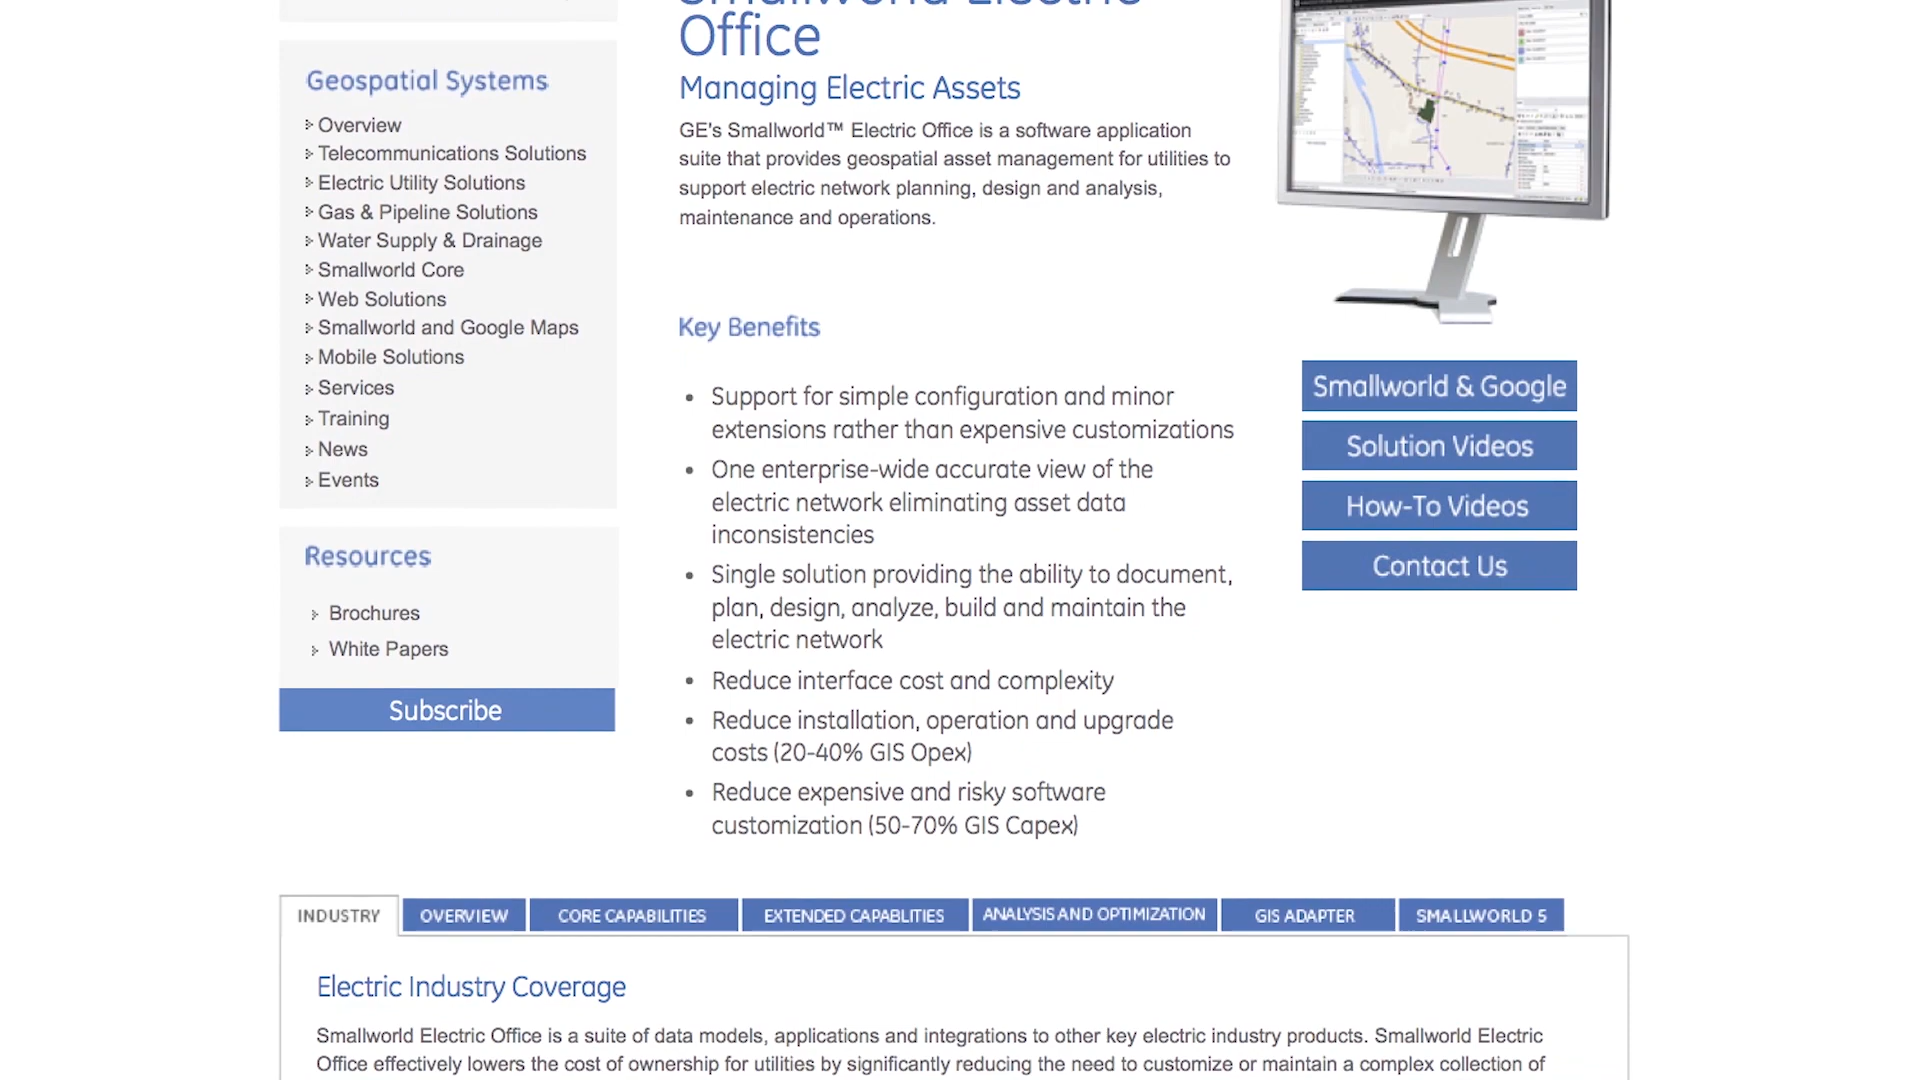 Smallworld Electric
Office
Managing Electric Assets
GE's Smallworld™ Electric Office is a software application
suite that provides geospatial asset management for utilities to
support electric network planning, design and analysis,
maintenance and operations.
Geospatial Systems
Overview
Telecommunications Solutions
Electric Utility Solutions
Gas & Pipeline Solutions
Water Supply & Drainage
Smallworld Core
Web Solutions
Smallworld and Google Maps
Mobile Solutions
Services
Training
News
Events
Resources
Brochures
White Papers
Subscribe
Key Benefits
• Support for simple configuration and minor
extensions rather than expensive customizations
• One enterprise-wide accurate view of the
electric network eliminating asset data
inconsistencies
• Single solution providing the ability to document,
plan, design, analyze, build and maintain the
electric network
• Reduce interface cost and complexity
• Reduce installation, operation and upgrade
costs (20-40% GIS Opex)
• Reduce expensive and risky software
customization (50-70% GIS Capex)
Smallworld & Google
Solution Videos
How-To Videos
Contact Us
INDUSTRY
OVERVIEW
CORE CAPABILITIES
EXTENDED CAPABLITIES
ANALYSIS AND OPTIMIZATION
GIS ADAPTER
SMALLWORLD 5
Electric Industry Coverage
Smallworld Electric Office is a suite of data models, applications and integrations to other key electric industry products. Smallworld Electric
Office effectively lowers the cost of ownership for utilities by significantly reducing the need to customize or maintain a complex collection of